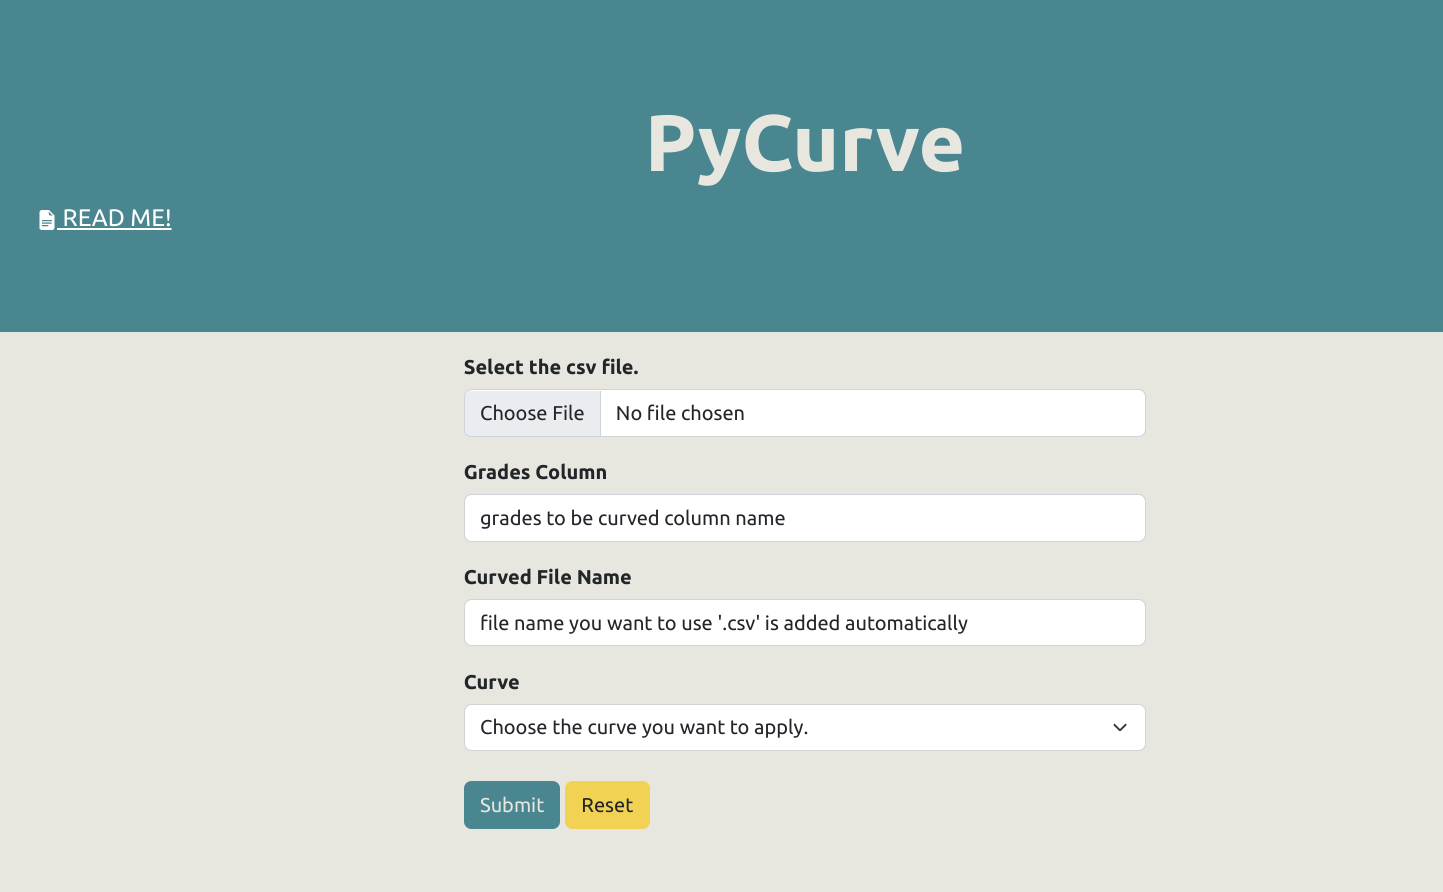 PyCurve
READ ME!
Select the csv file.
Choose File No file chosen
Grades Column
grades to be curved column name
Curved File Name
file name you want to use '.csv' is added automatically
Curve
Choose the curve you want to apply.
Submit Reset